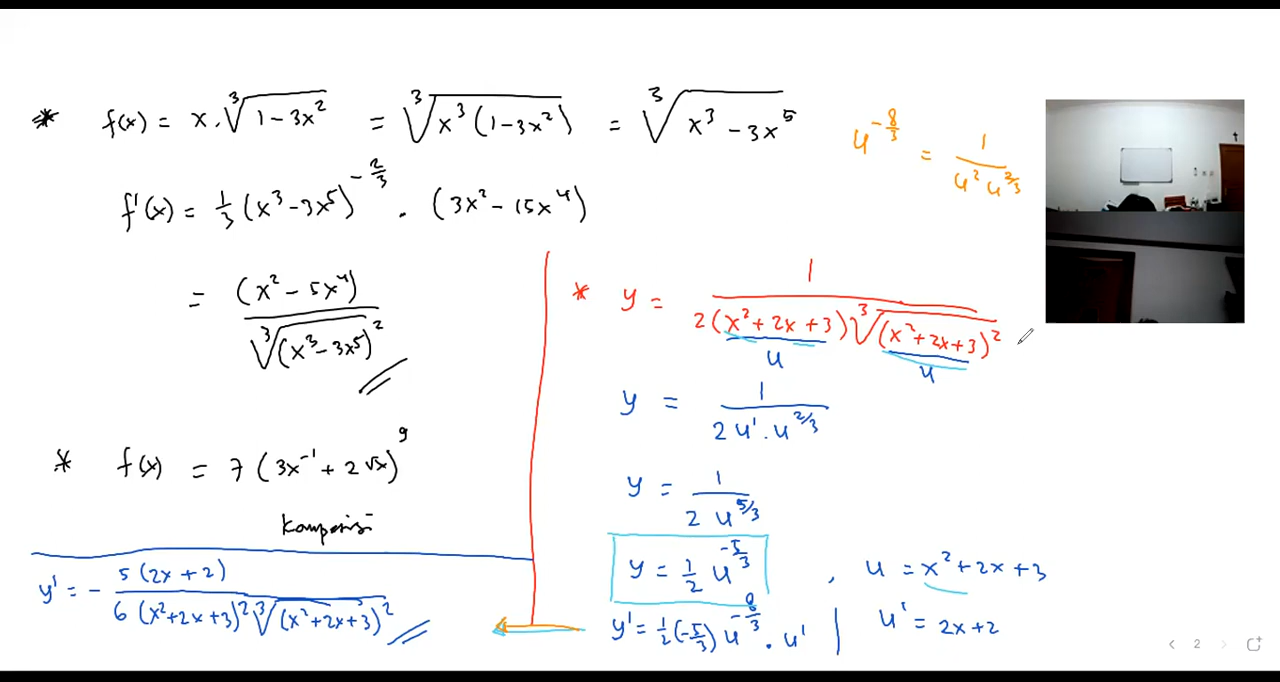 * f(x) = x . ∛(1 - 3x²) = ∛(x³ (1 - 3x²)) = ∛(x³ - 3x⁵)
u^(-8/3) = 1 / (u² u^(2/3))
f'(x) = 1/3 (x³ - 3x⁵)^(-2/3) . (3x² - 15x⁴)
= (x² - 5x⁴) / ∛((x³ - 3x⁵)²)
* f(x) = 7 (3x⁻¹ + 2√x)⁹
Komposisi
y' = - 5 (2x + 2) / (6 (x² + 2x + 3)² ∛((x² + 2x + 3)²))
* y = 1 / (2 (x² + 2x + 3) ∛((x² + 2x + 3)²))
u u
y = 1 / (2 u¹ . u^(2/3))
y = 1 / (2 u^(5/3))
y = 1/2 u^(-5/3) , u = x² + 2x + 3
y' = 1/2 (-5/3) u^(-8/3) . u' | u' = 2x + 2
2